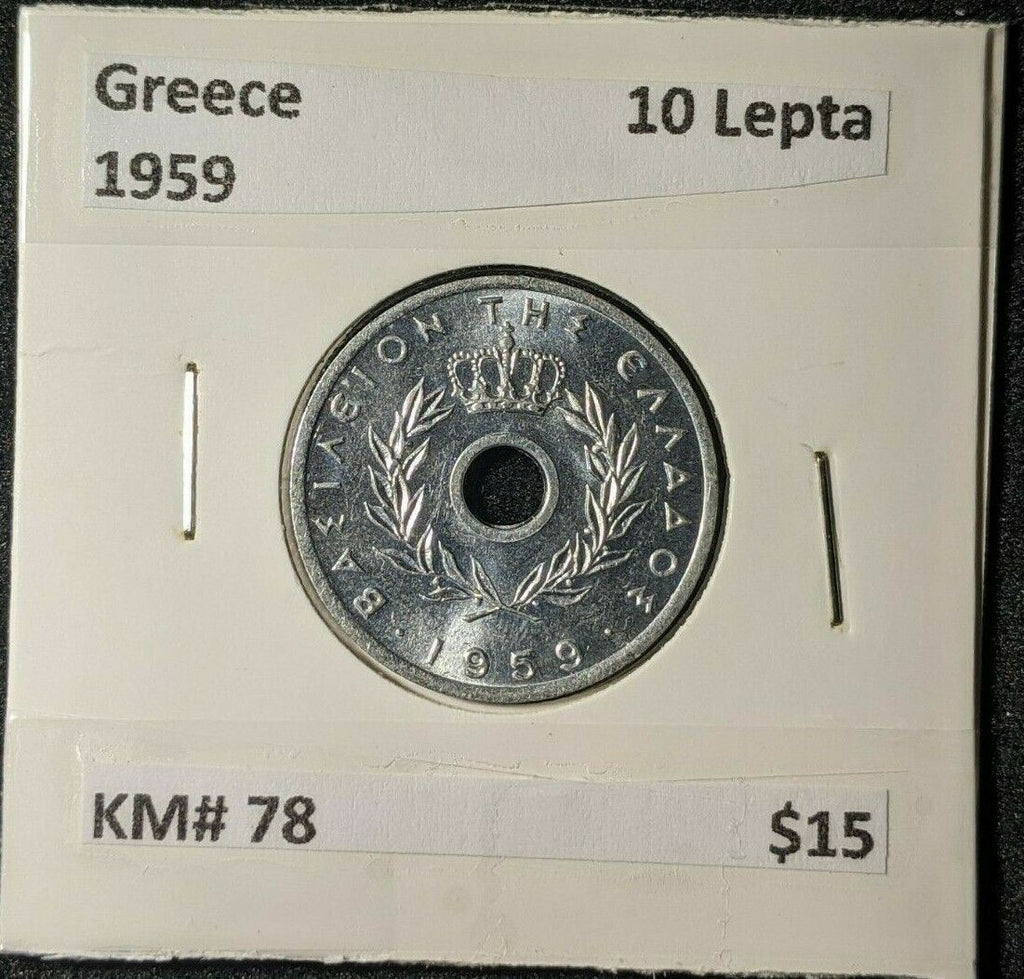 Greece
10 Lepta
1959
ΒΑΣΙΛΕΙΟΝ ΤΗΣ ΕΛΛΑΔΟΣ
· 1959 ·
KM# 78
$15